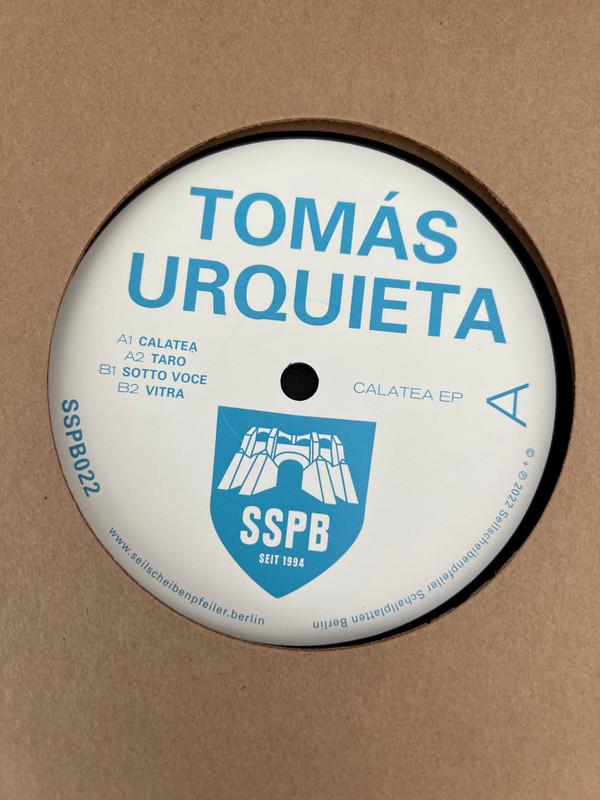 TOMÁS
URQUIETA
A1 CALATEA
A2 TARO
B1 SOTTO VOCE
B2 VITRA
CALATEA EP
A
SSPB022
SSPB
SEIT 1994
www.seilscheibenpfeiler.berlin
© + ℗ 2022 Seilscheibenpfeiler Schallplatten Berlin